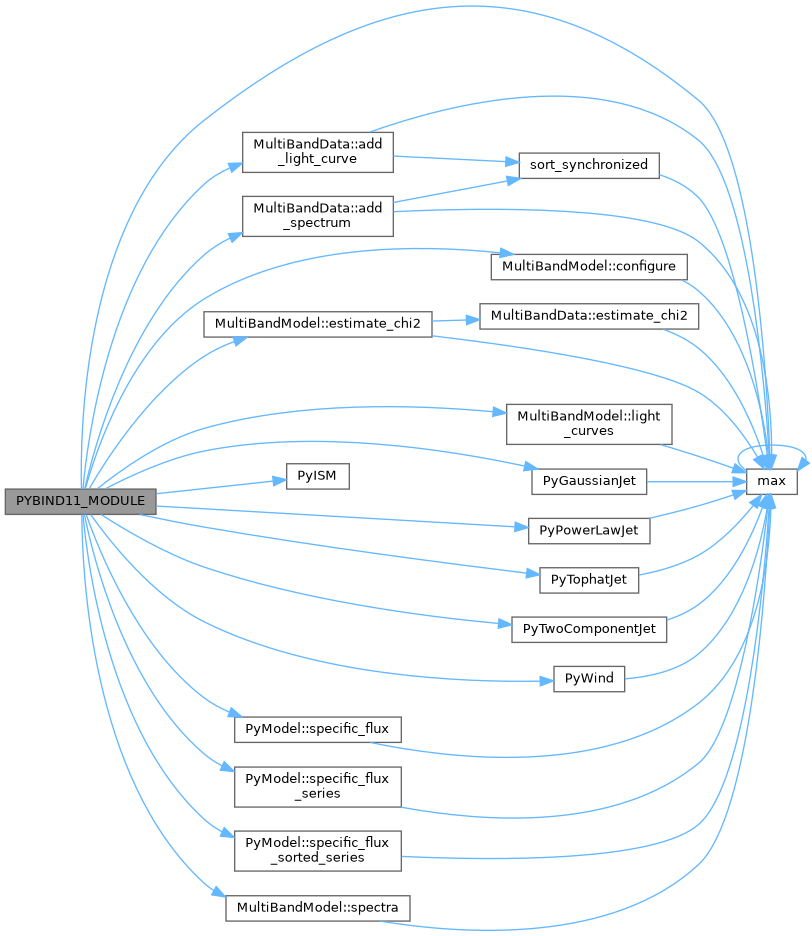 MultiBandData::add
_light_curve
sort_synchronized
MultiBandData::add
_spectrum
MultiBandModel::configure
MultiBandData::estimate_chi2
MultiBandModel::estimate_chi2
MultiBandModel::light
_curves
PyISM
PyGaussianJet
max
PYBIND11_MODULE
PyPowerLawJet
PyTophatJet
PyTwoComponentJet
PyWind
PyModel::specific_flux
PyModel::specific_flux
_series
PyModel::specific_flux
_sorted_series
MultiBandModel::spectra